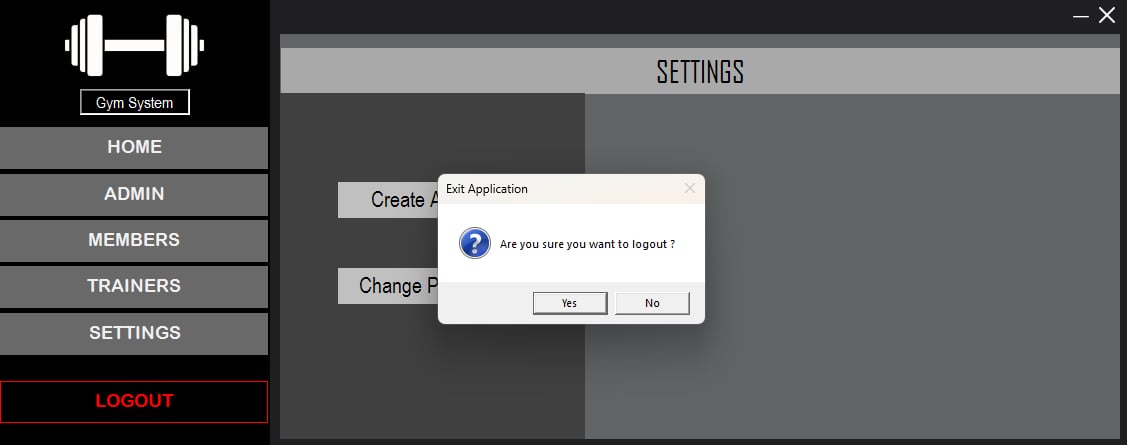 Gym System
HOME
ADMIN
MEMBERS
TRAINERS
SETTINGS
LOGOUT
SETTINGS
Create
Change
Exit Application
Are you sure you want to logout ?
Yes
No